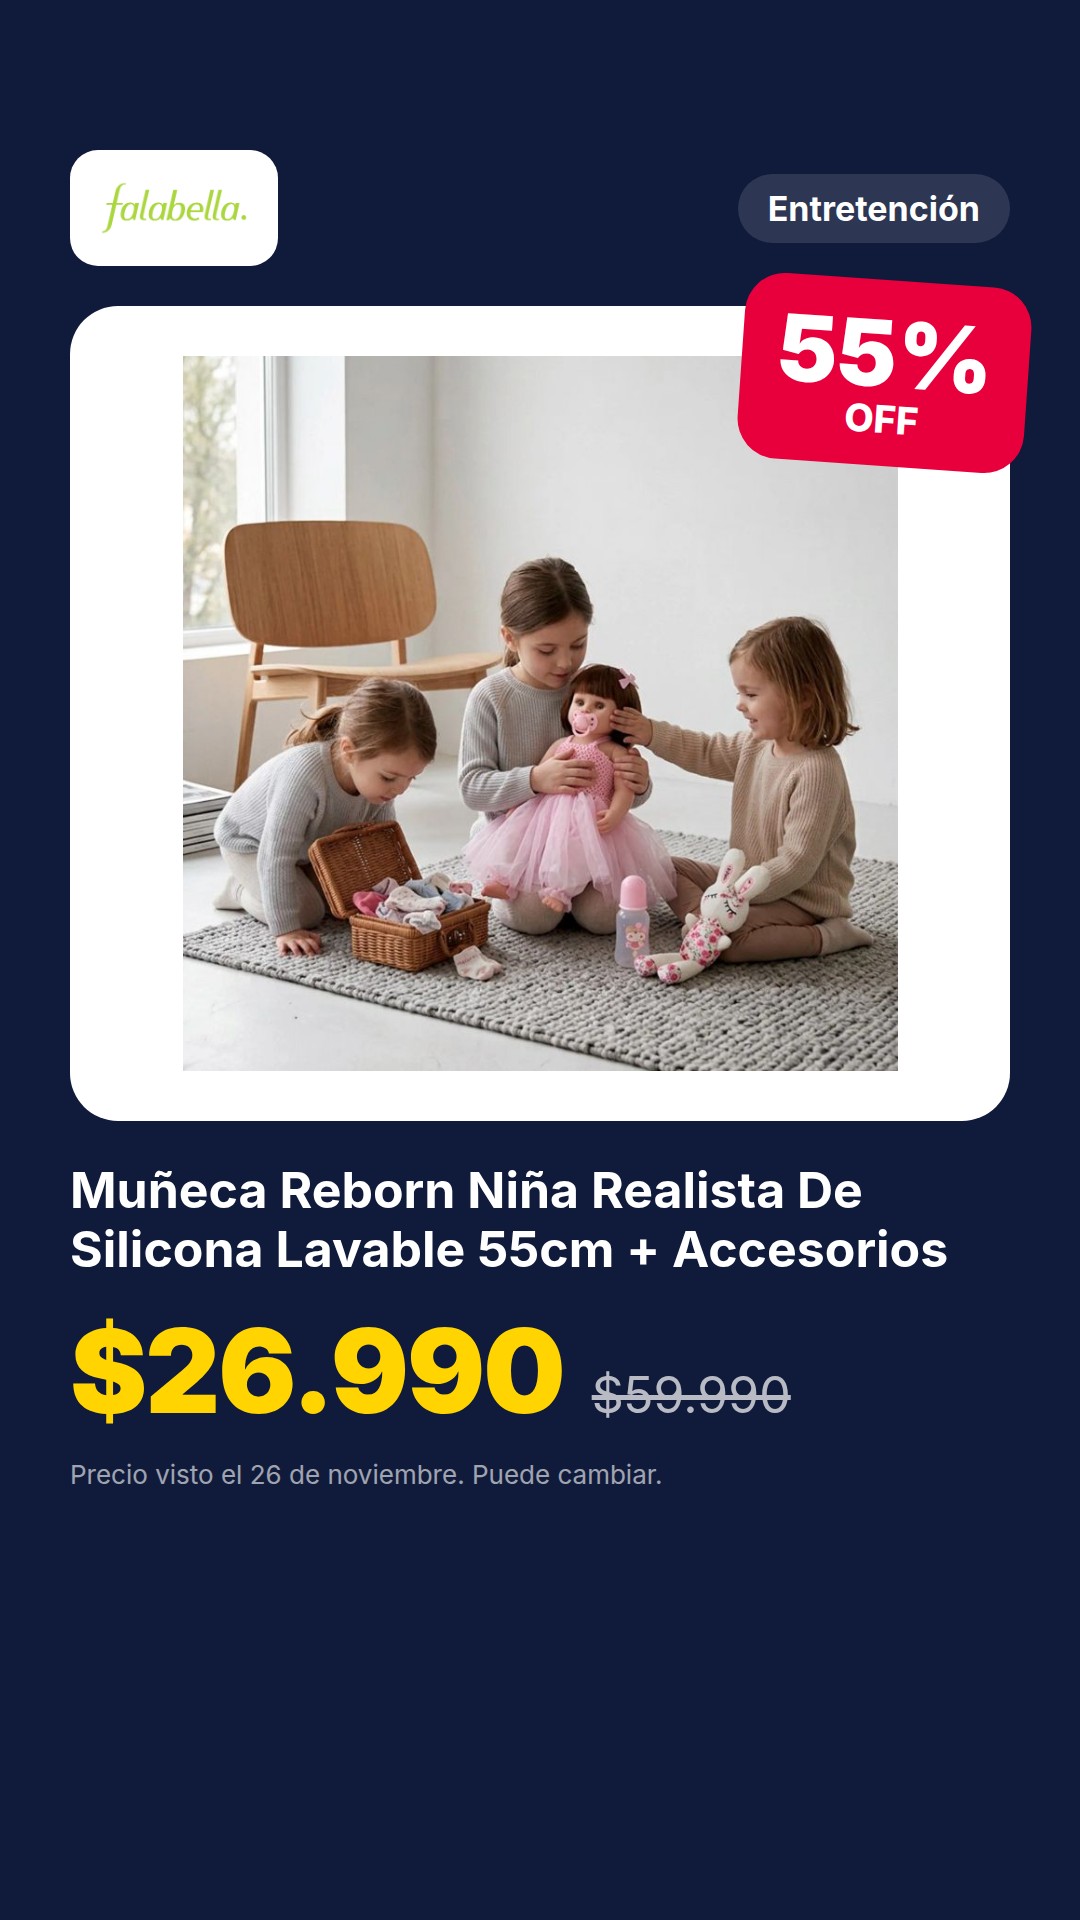 falabella.
Entretención
55%
OFF
Muñeca Reborn Niña Realista De
Silicona Lavable 55cm + Accesorios
$26.990 $59.990
Precio visto el 26 de noviembre. Puede cambiar.